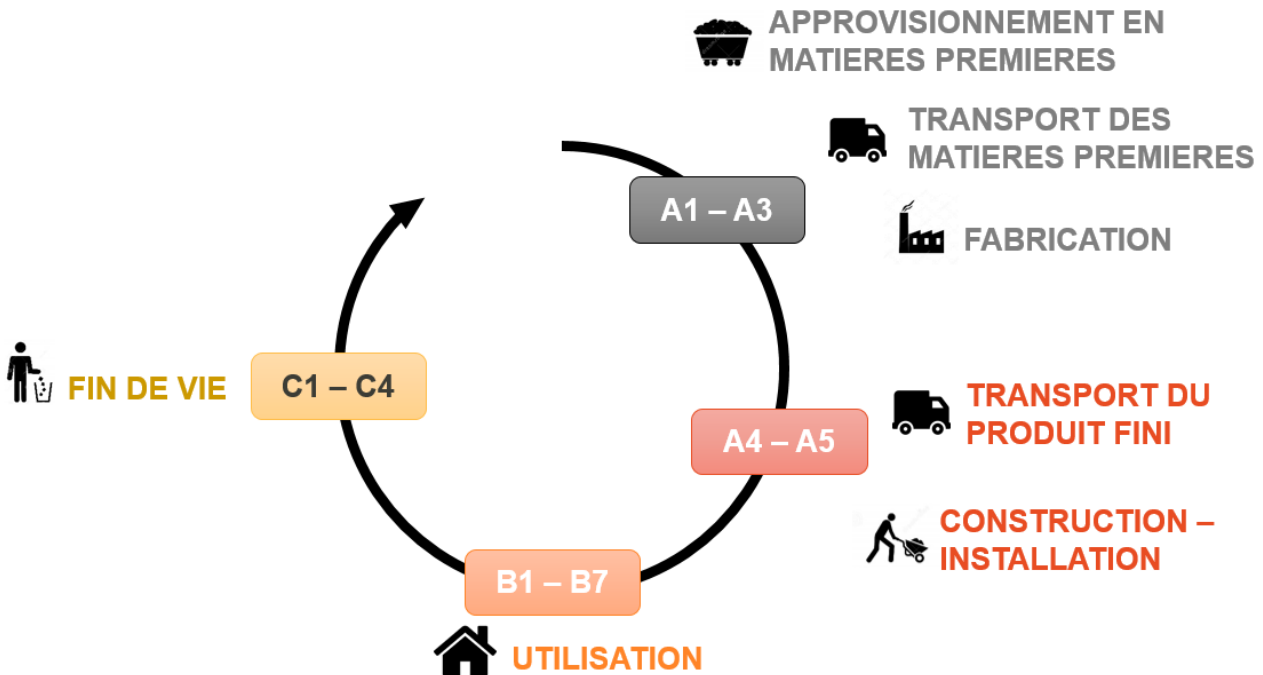 APPROVISIONNEMENT EN
MATIERES PREMIERES
TRANSPORT DES
MATIERES PREMIERES
A1 – A3
FABRICATION
FIN DE VIE
C1 – C4
TRANSPORT DU
PRODUIT FINI
A4 – A5
CONSTRUCTION –
INSTALLATION
B1 – B7
UTILISATION